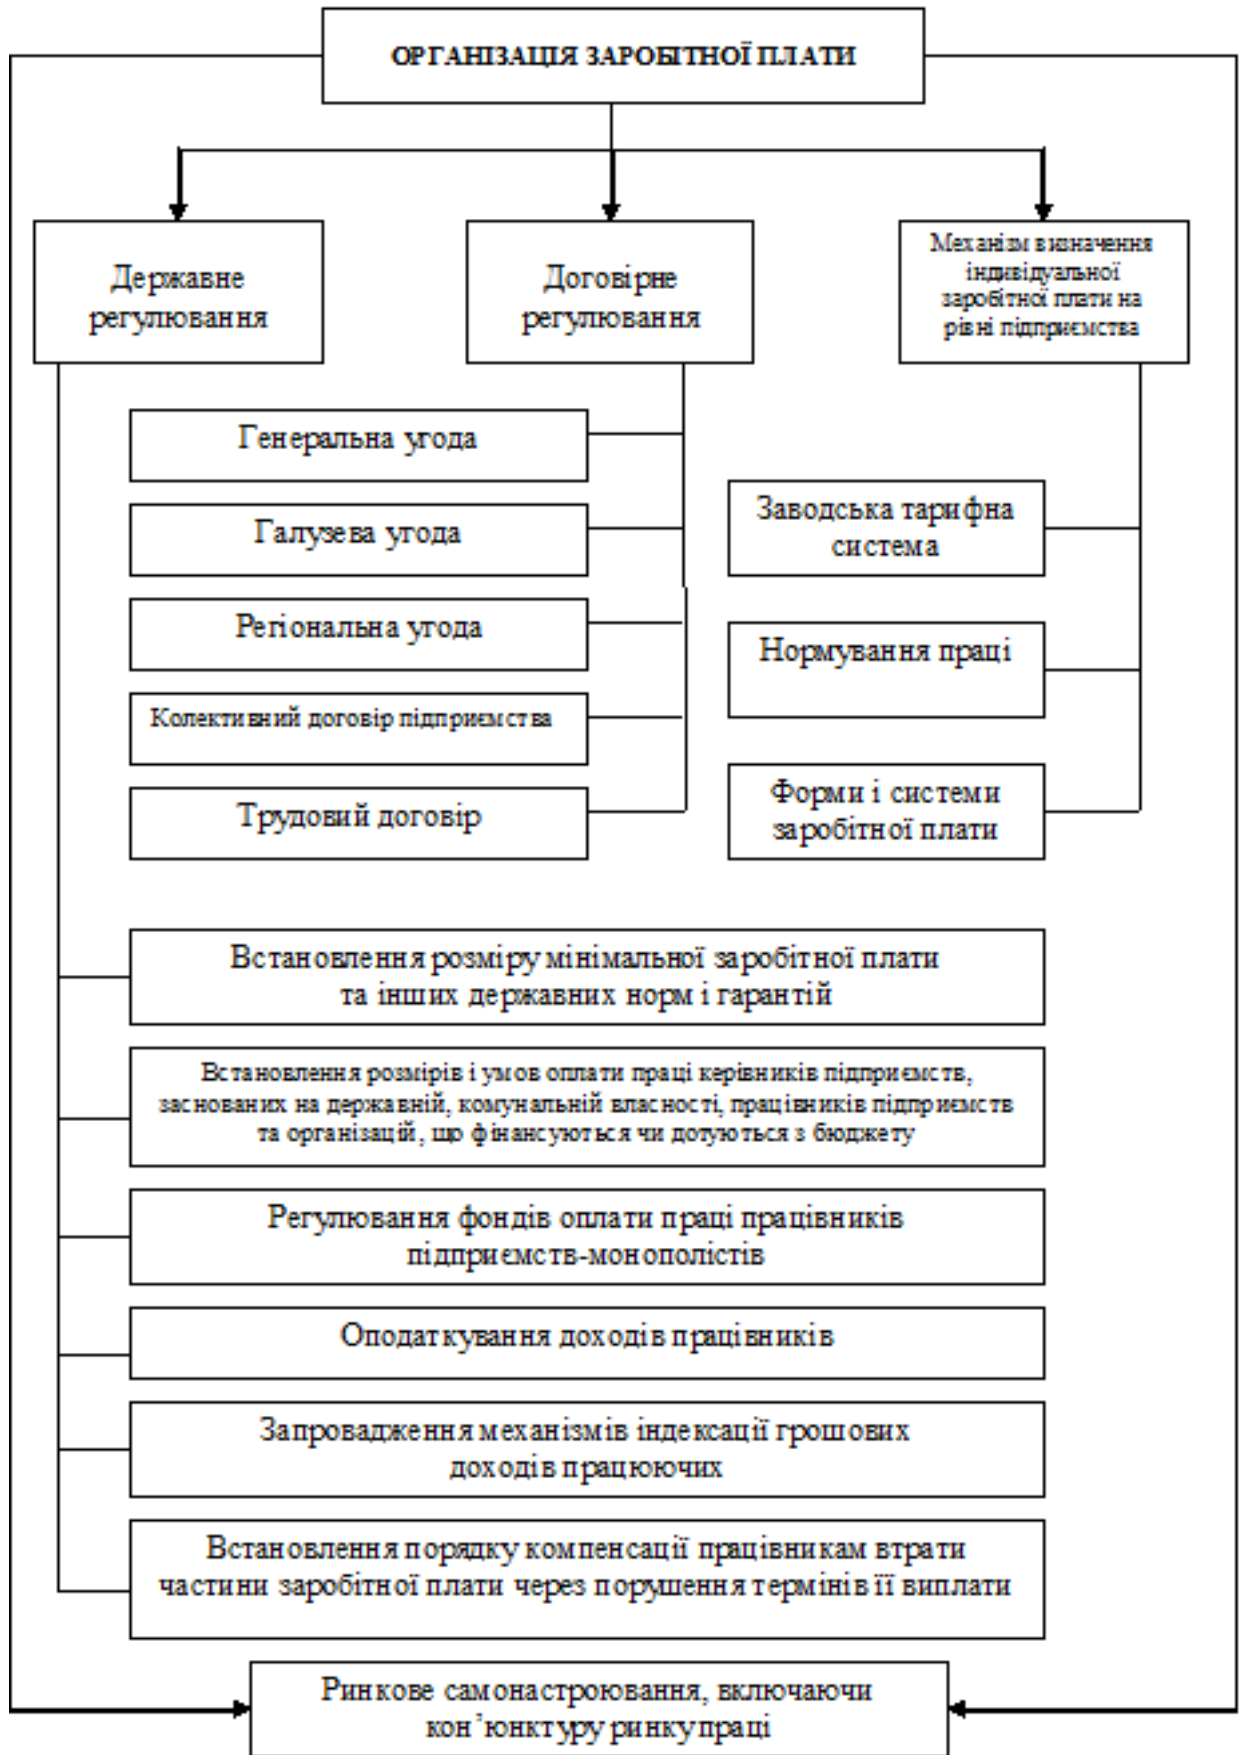 ОРГАНІЗАЦІЯ ЗАРОБІТНОЇ ПЛАТИ
Державне
регулювання
Договірне
регулювання
Механізм визначення
індивідуальної
заробітної плати на
рівні підприємства
Генеральна угода
Галузева угода
Регіональна угода
Колективний договір підприємства
Трудовий договір
Заводська тарифна
система
Нормування праці
Форми і системи
заробітної плати
Встановлення розміру мінімальної заробітної плати
та інших державних норм і гарантій
Встановлення розмірів і умов оплати праці керівників підприємств,
заснованих на державній, комунальній власності, працівників підприємств
та організацій, що фінансуються чи дотуються з бюджету
Регулювання фондів оплати праці працівників
підприємств-монополістів
Оподаткування доходів працівників
Запровадження механізмів індексації грошових
доходів працюючих
Встановлення порядку компенсації працівникам втрати
частини заробітної плати через порушення термінів її виплати
Ринкове самонастроювання, включаючи
кон’юнктуру ринку праці